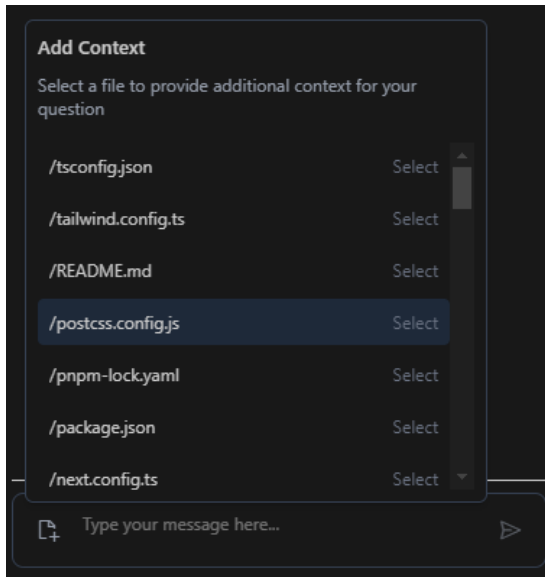 Add Context
Select a file to provide additional context for your
question
/tsconfig.json Select
/tailwind.config.ts Select
/README.md Select
/postcss.config.js Select
/pnpm-lock.yaml Select
/package.json Select
/next.config.ts Select
Type your message here...